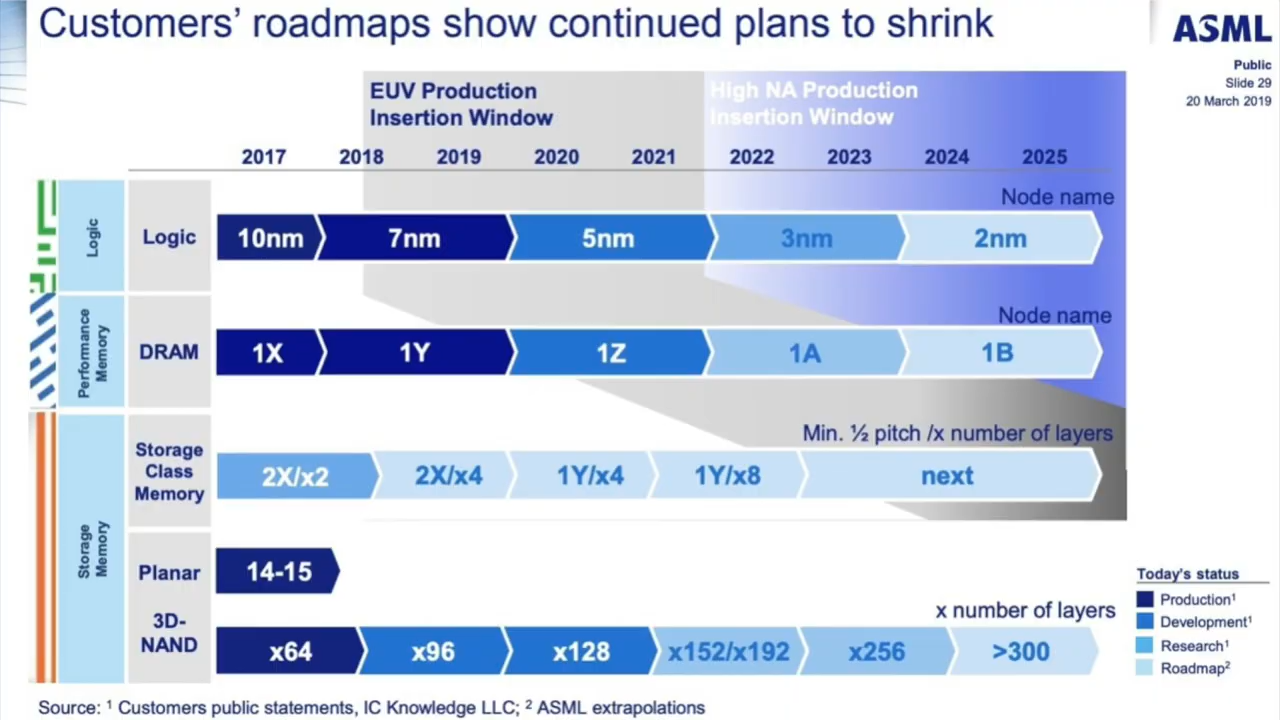 Customers' roadmaps show continued plans to shrink
ASML
Public
Slide 29
20 March 2019
EUV Production
Insertion Window
High NA Production
Insertion Window
2017 2018 2019 2020 2021 2022 2023 2024 2025
Node name
Logic
Logic
10nm 7nm 5nm 3nm 2nm
Node name
Performance
Memory
DRAM
1X 1Y 1Z 1A 1B
Min. ½ pitch /x number of layers
Storage
Memory
Storage
Class
Memory
2X/x2 2X/x4 1Y/x4 1Y/x8 next
Planar
14-15
x number of layers
3D-
NAND
x64 x96 x128 x152/x192 x256 >300
Today's status
Production¹
Development¹
Research¹
Roadmap²
Source: ¹ Customers public statements, IC Knowledge LLC; ² ASML extrapolations